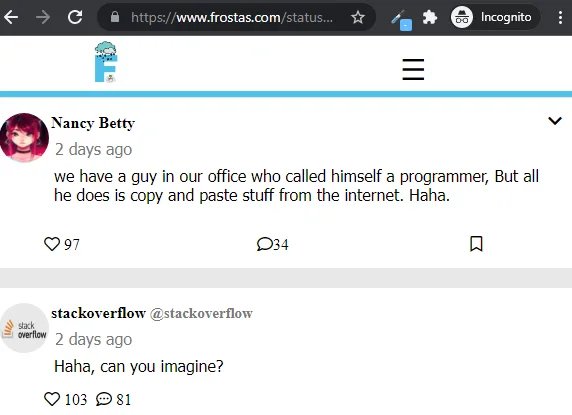 https://www.frostas.com/status...
Incognito
F
Nancy Betty
2 days ago
we have a guy in our office who called himself a programmer, But all
he does is copy and paste stuff from the internet. Haha.
97 34
stackoverflow @stackoverflow
stack
overflow
2 days ago
Haha, can you imagine?
103 81